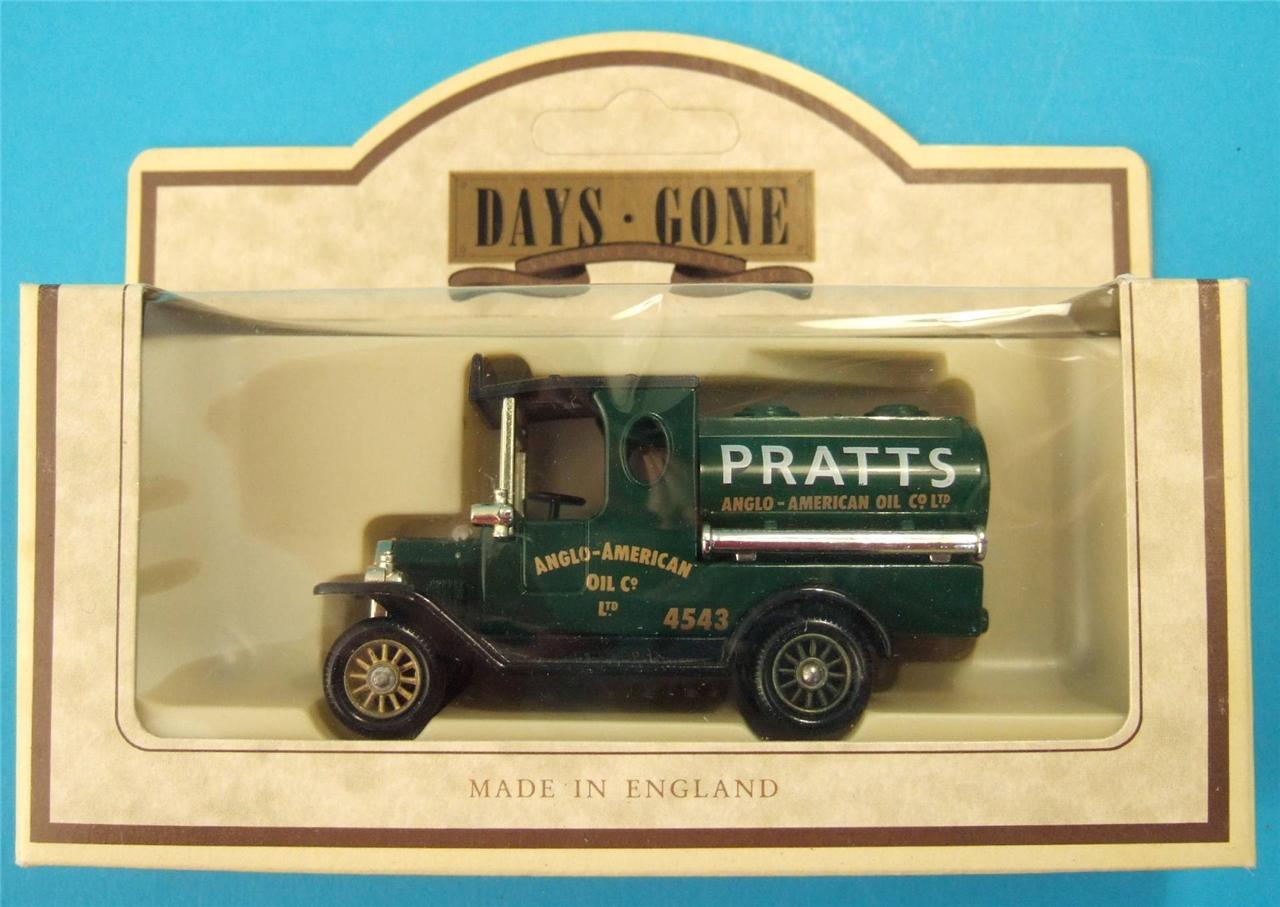 DAYS · GONE
PRATTS
ANGLO-AMERICAN OIL Cº LTD
ANGLO-AMERICAN
OIL Cº
LTD
4543
MADE IN ENGLAND